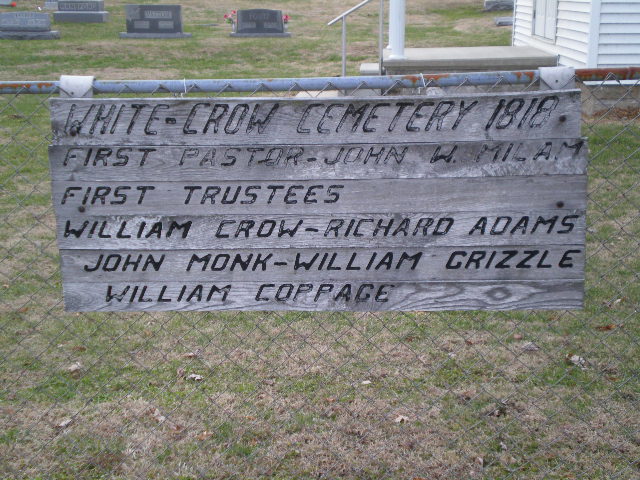 WHITE-CROW CEMETERY 1818
FIRST PASTOR-JOHN W. MILAM
FIRST TRUSTEES
WILLIAM CROW-RICHARD ADAMS
JOHN MONK-WILLIAM GRIZZLE
WILLIAM COPPAGE